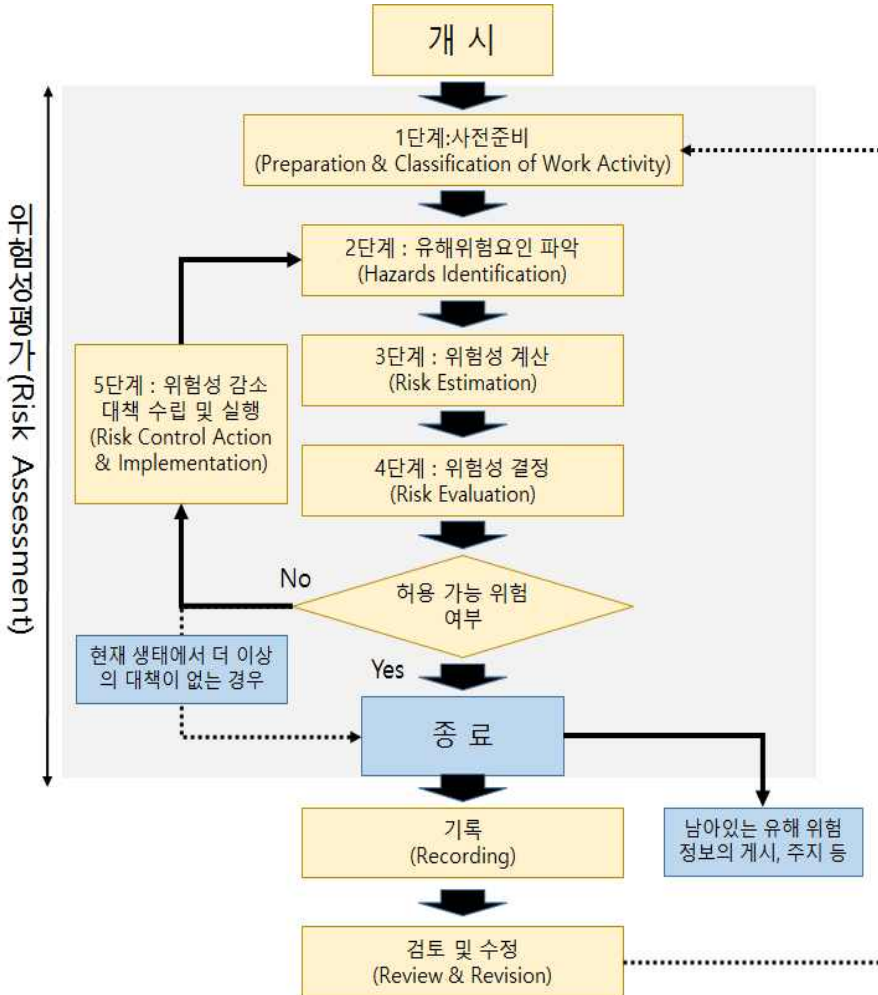 개 시
1단계:사전준비
(Preparation & Classification of Work Activity)
2단계 : 유해위험요인 파악
(Hazards Identification)
3단계 : 위험성 게산
(Risk Estimation)
5단계 : 위험성 감소
대책 수립 및 실행
(Risk Control Action
& Implementation)
4단계 : 위험성 결정
(Risk Evaluation)
위험성평가(Risk Assessment)
No
허용 가능 위험
여부
현재 생태에서 더 이상
의 대책이 없는 경우
Yes
종 료
기록
(Recording)
남아있는 유해 위험
정보의 게시, 주지 등
검토 및 수정
(Review & Revision)